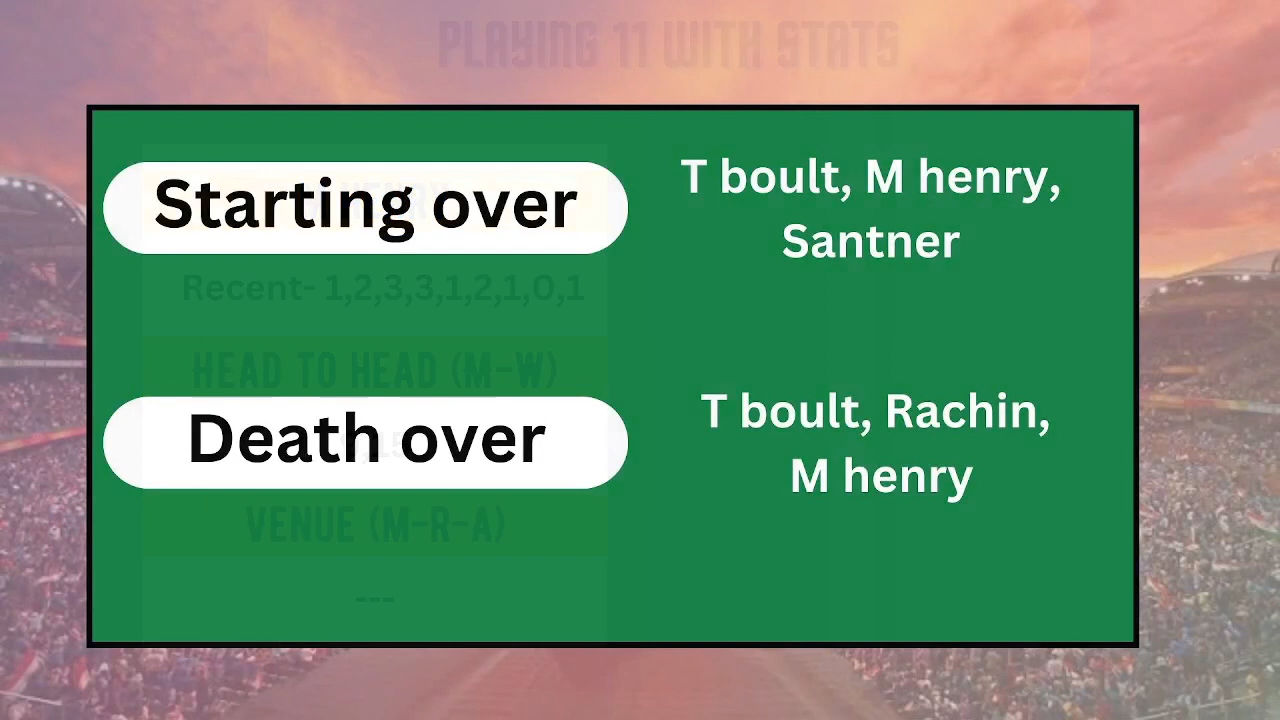 PLAYING 11 WITH STATS
Starting over
T boult, M henry,
Santner
Recent- 1,2,3,3,1,2,1,0,1
HEAD TO HEAD (M-W)
Death over
T boult, Rachin,
M henry
VENUE (M-R-A)
---